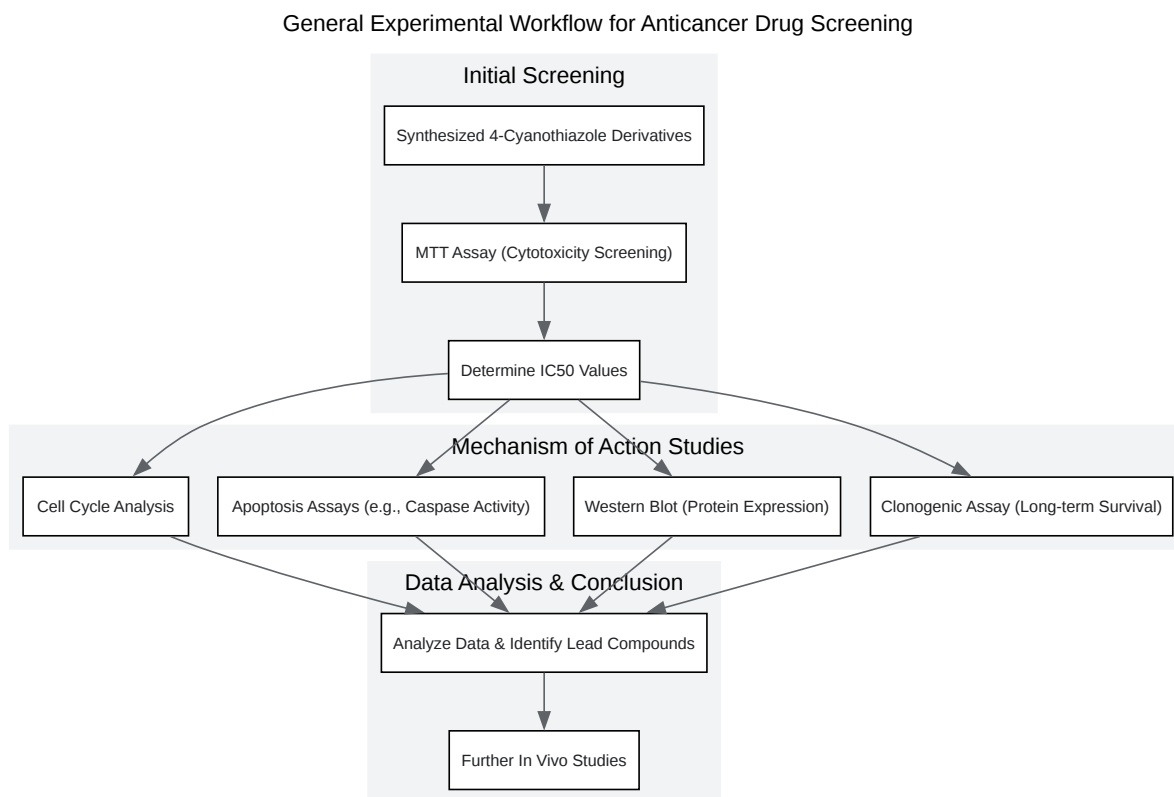 General Experimental Workflow for Anticancer Drug Screening
Initial Screening
Synthesized 4-Cyanothiazole Derivatives
MTT Assay (Cytotoxicity Screening)
Determine IC50 Values
Mechanism of Action Studies
Cell Cycle Analysis
Apoptosis Assays (e.g., Caspase Activity)
Western Blot (Protein Expression)
Clonogenic Assay (Long-term Survival)
Data Analysis & Conclusion
Analyze Data & Identify Lead Compounds
Further In Vivo Studies